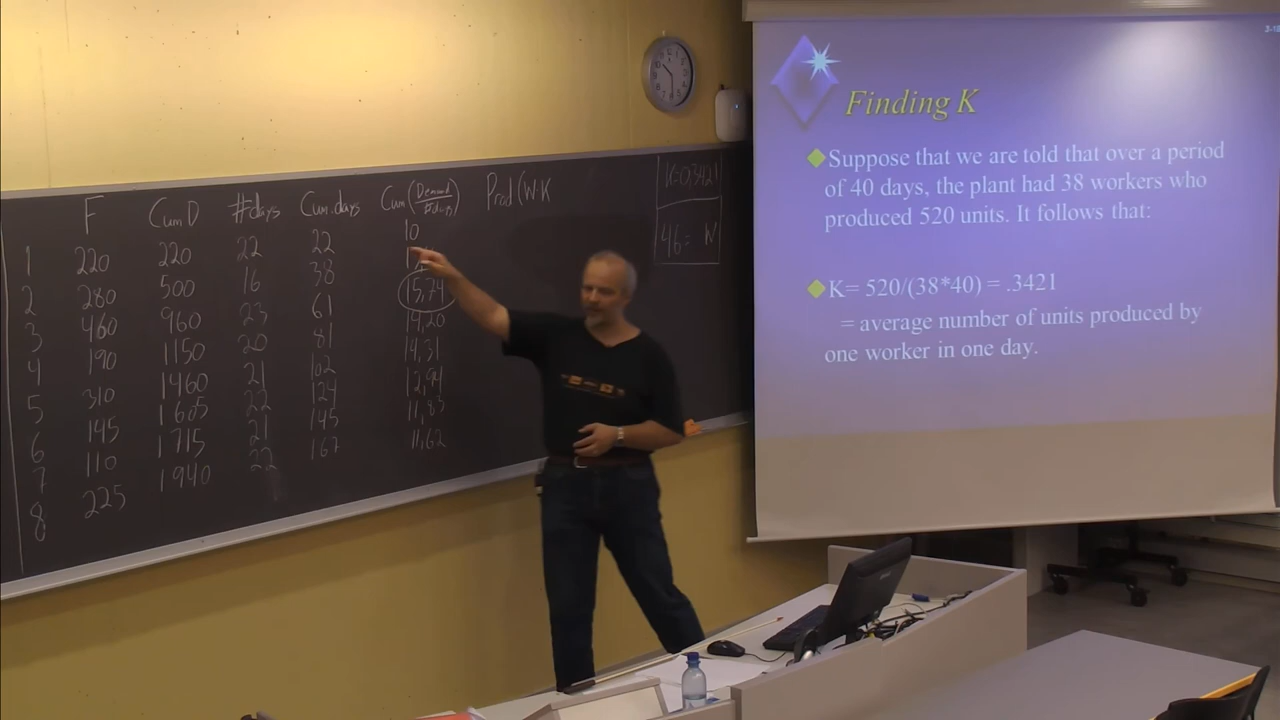 F CumD #days Cum.days Cum(Demand/#days) Prod(W·K
1 220 220 22 22 10
2 280 500 16 38
3 460 960 23 61 15,74
4 190 1150 20 81 14,20
5 310 1460 21 102 14,31
6 145 1605 22 124 12,94
7 110 1715 21 145 11,83
8 225 1940 22 167 11,62
K=0,3421
46= W
Finding K
Suppose that we are told that over a period
of 40 days, the plant had 38 workers who
produced 520 units. It follows that:
K= 520/(38*40) = .3421
= average number of units produced by
one worker in one day.